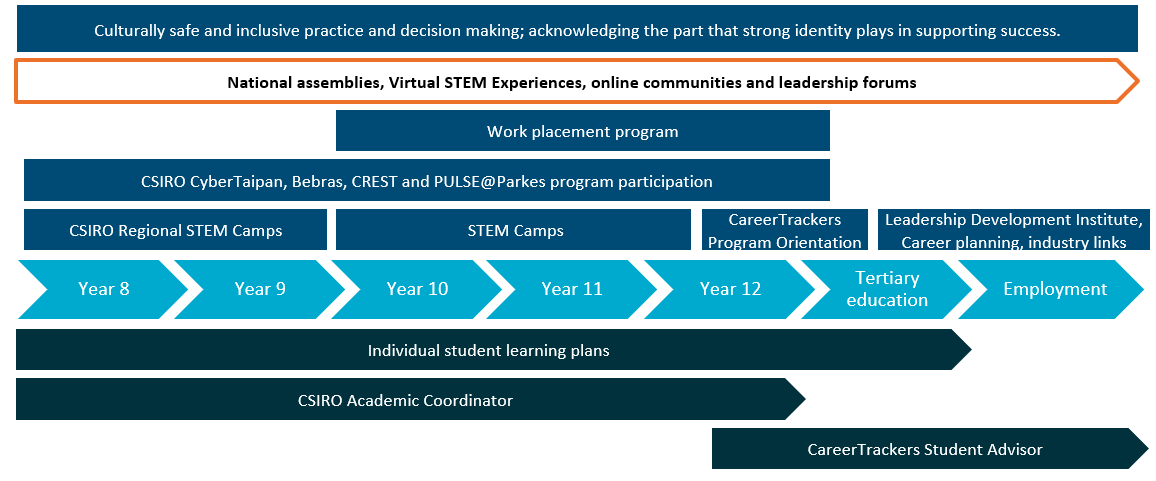 Culturally safe and inclusive practice and decision making; acknowledging the part that strong identity plays in supporting success.
National assemblies, Virtual STEM Experiences, online communities and leadership forums
Work placement program
CSIRO CyberTaipan, Bebras, CREST and PULSE@Parkes program participation
CSIRO Regional STEM Camps
STEM Camps
CareerTrackers
Program Orientation
Leadership Development Institute,
Career planning, industry links
Year 8
Year 9
Year 10
Year 11
Year 12
Tertiary
education
Employment
Individual student learning plans
CSIRO Academic Coordinator
CareerTrackers Student Advisor